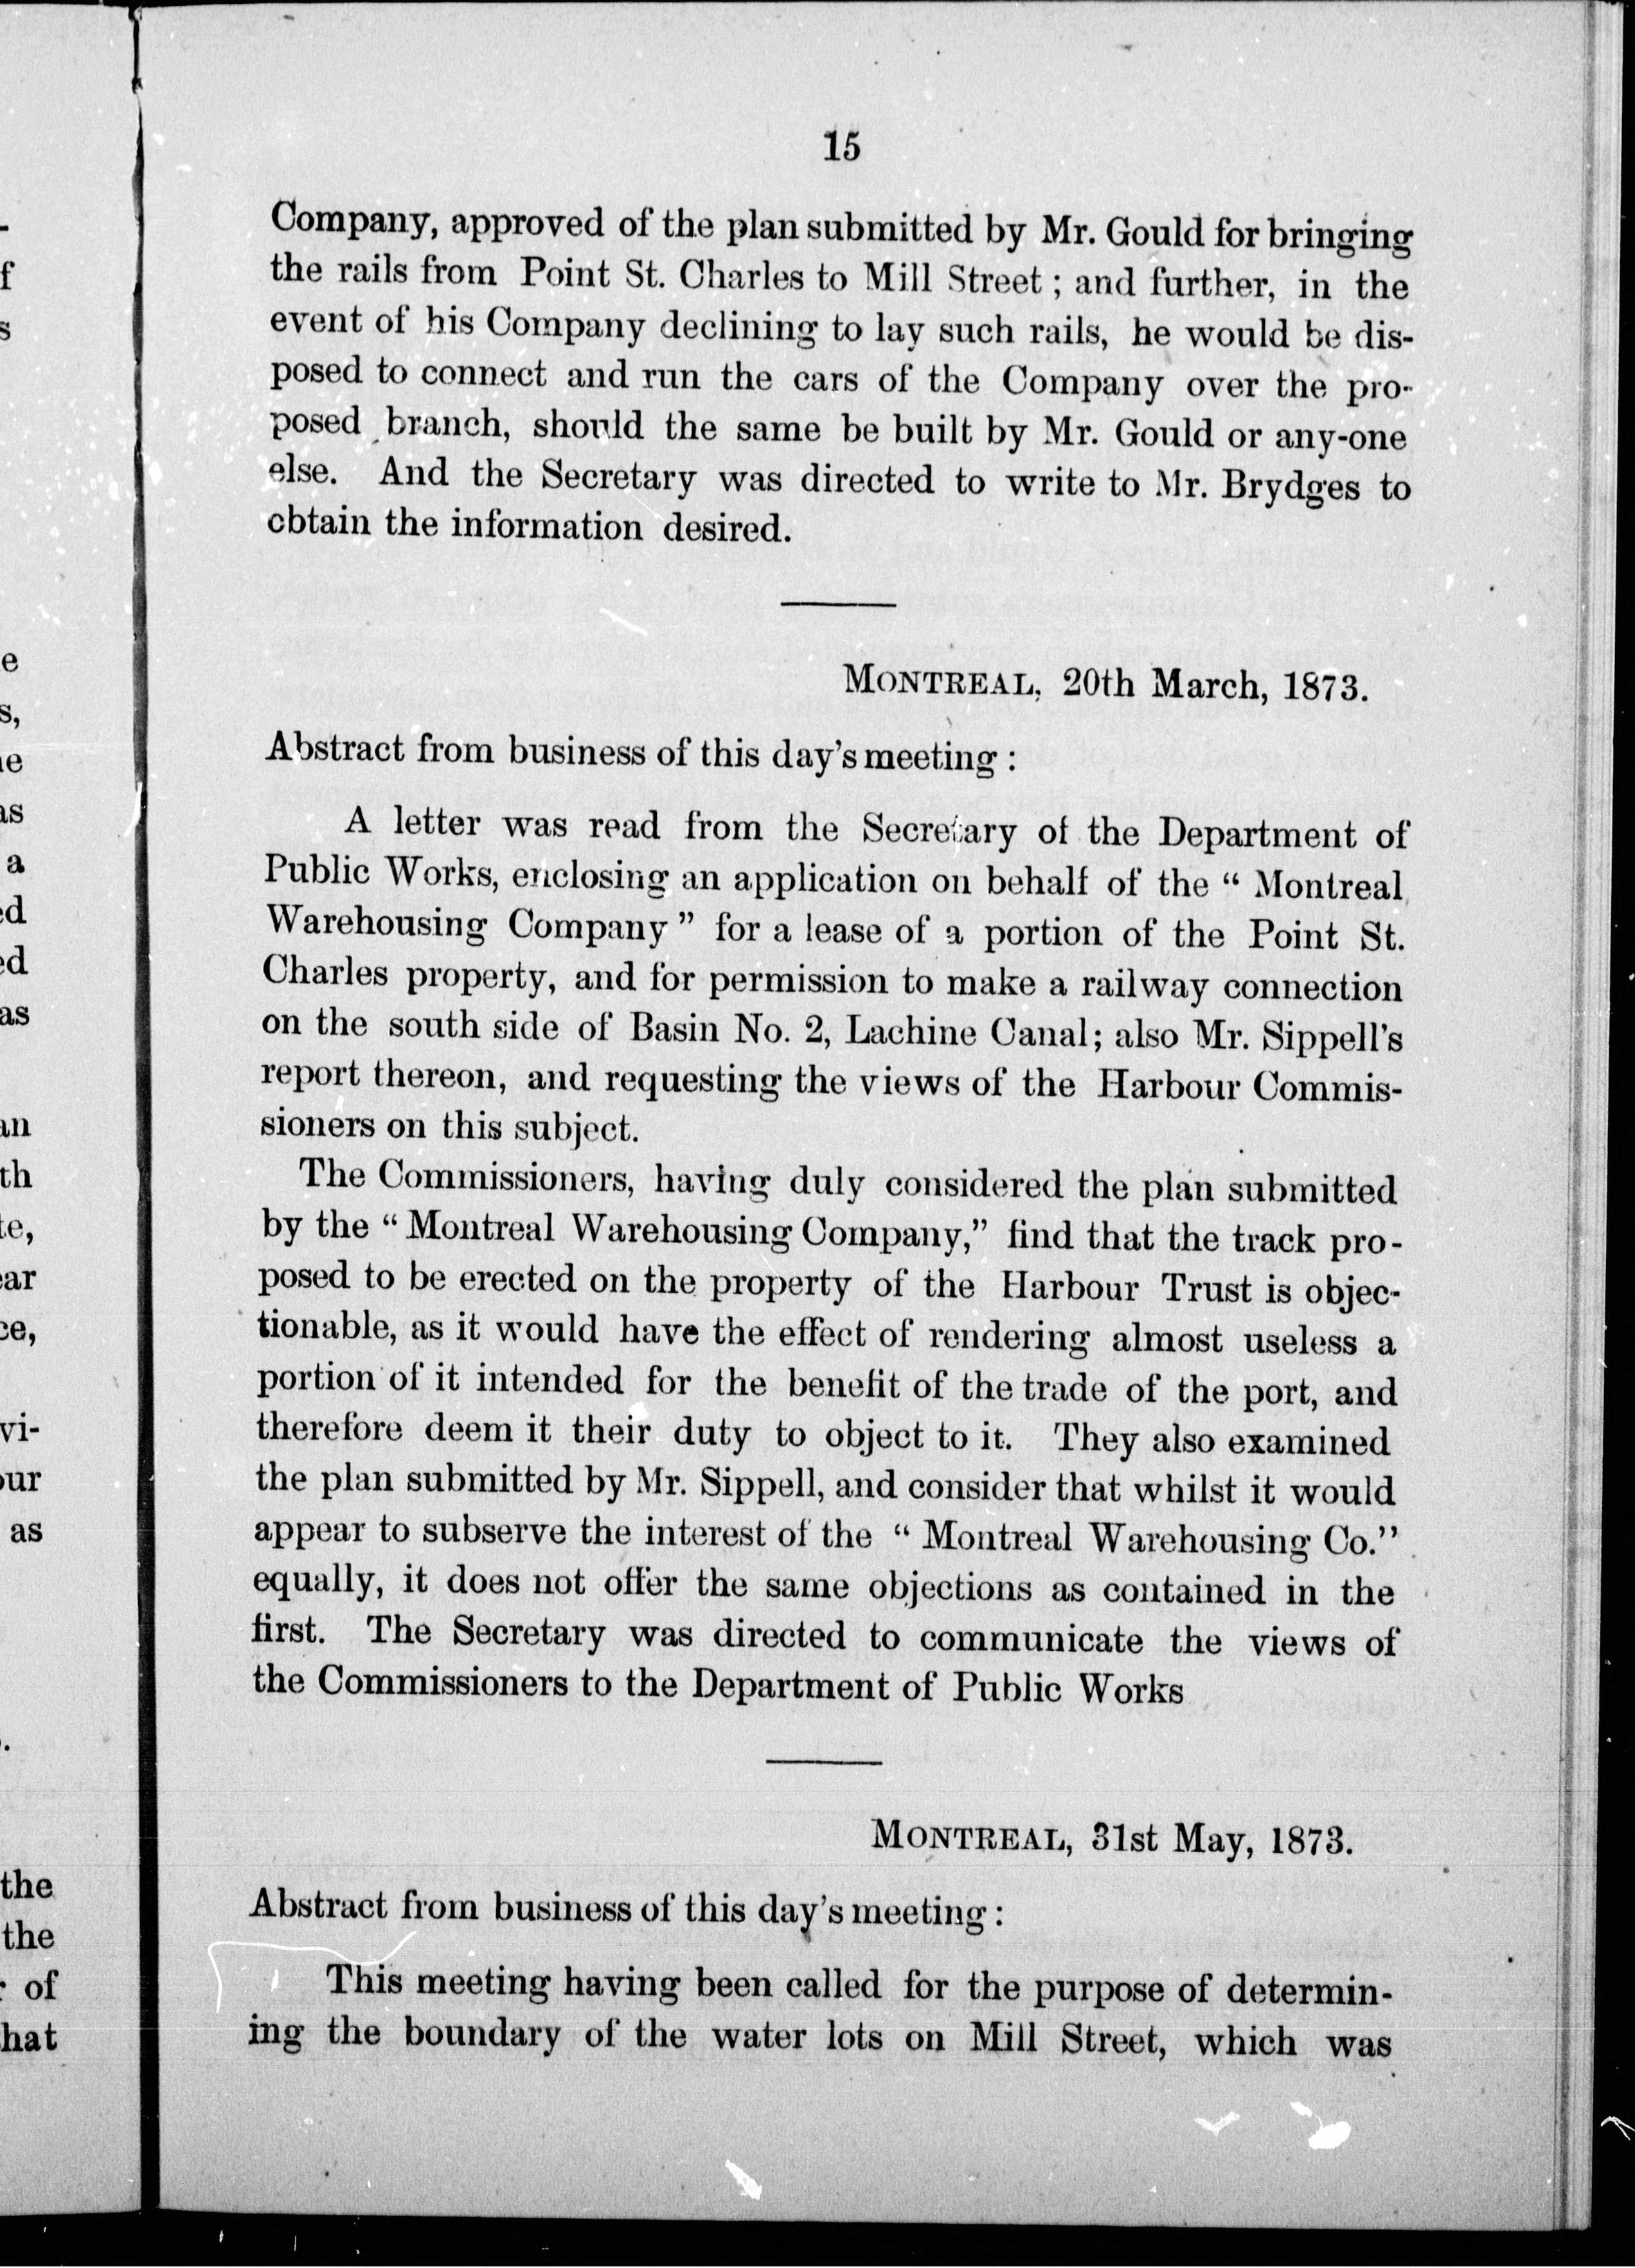 15
Company, approved of the plan submitted by Mr. Gould for bringing
the rails from Point St. Charles to Mill Street; and further, in the
event of his Company declining to lay such rails, he would be dis-
posed to connect and run the cars of the Company over the pro-
posed branch, should the same be built by Mr. Gould or any-one
else. And the Secretary was directed to write to Mr. Brydges to
obtain the information desired.
MONTREAL, 20th March, 1873.
Abstract from business of this day's meeting:
A letter was read from the Secretary of the Department of
Public Works, enclosing an application on behalf of the "Montreal
Warehousing Company" for a lease of a portion of the Point St.
Charles property, and for permission to make a railway connection
on the south side of Basin No. 2, Lachine Canal; also Mr. Sippell's
report thereon, and requesting the views of the Harbour Commis-
sioners on this subject.
The Commissioners, having duly considered the plan submitted
by the "Montreal Warehousing Company," find that the track pro-
posed to be erected on the property of the Harbour Trust is objec-
tionable, as it would have the effect of rendering almost useless a
portion of it intended for the benefit of the trade of the port, and
therefore deem it their duty to object to it. They also examined
the plan submitted by Mr. Sippell, and consider that whilst it would
appear to subserve the interest of the "Montreal Warehousing Co."
equally, it does not offer the same objections as contained in the
first. The Secretary was directed to communicate the views of
the Commissioners to the Department of Public Works
MONTREAL, 31st May, 1873.
Abstract from business of this day's meeting:
This meeting having been called for the purpose of determin-
ing the boundary of the water lots on Mill Street, which was